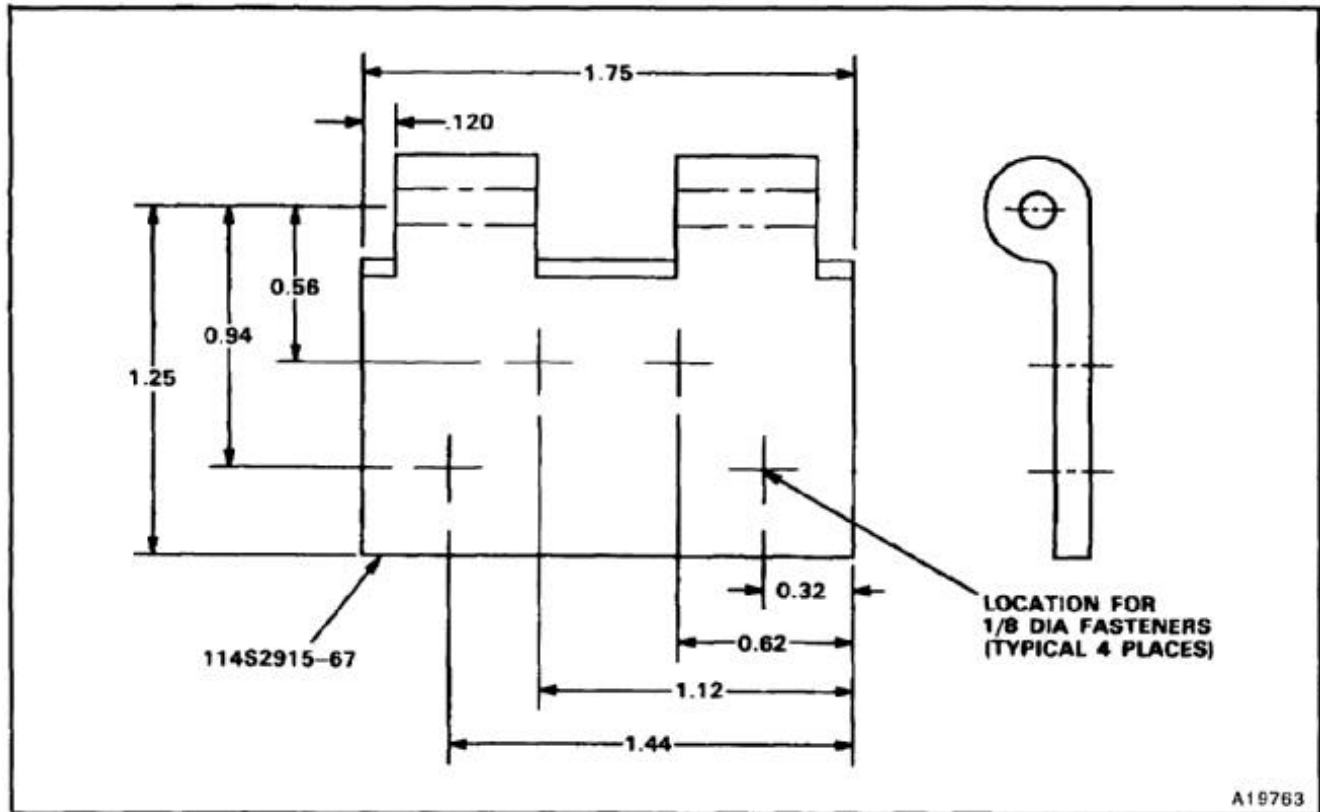 1.75
.120
0.56
0.94
1.25
0.32
LOCATION FOR
1/8 DIA FASTENERS
(TYPICAL 4 PLACES)
0.62
114S2915-67
1.12
1.44
A19763